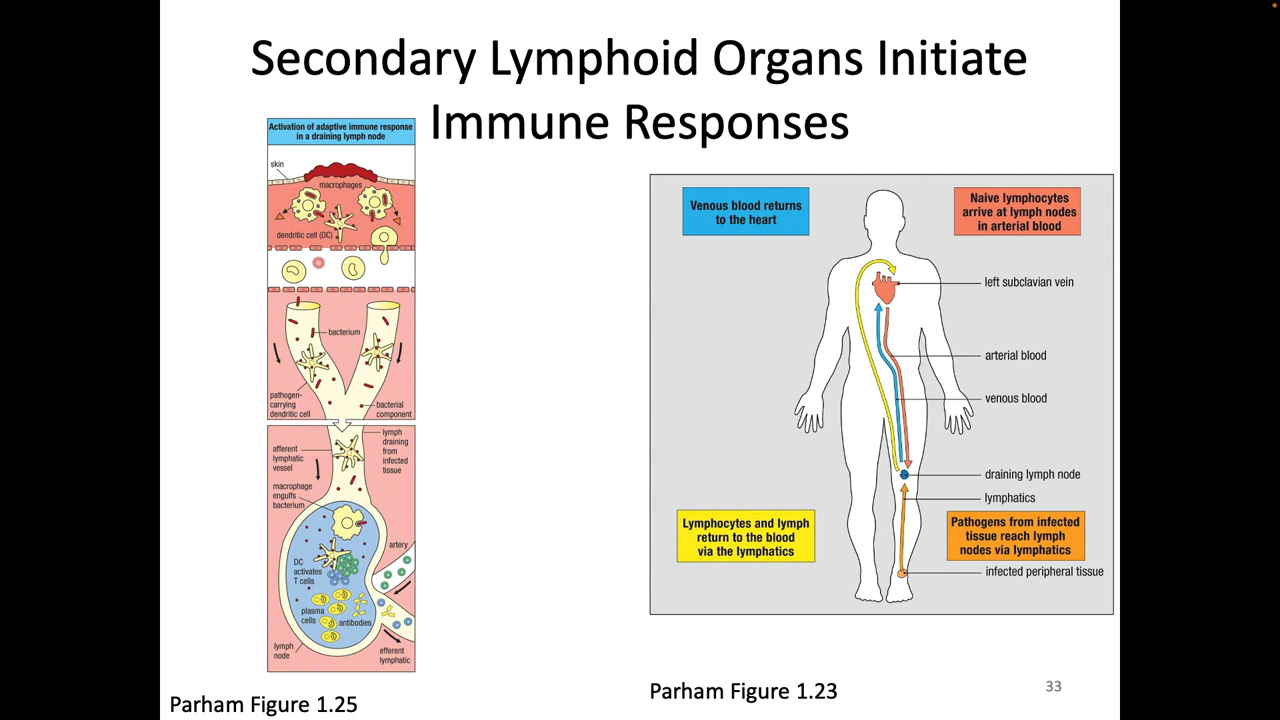 Secondary Lymphoid Organs Initiate
Immune Responses
Activation of adaptive immune response
in a draining lymph node
skin
macrophages
dendritic cell (DC)
bacterium
pathogen-
carrying
dendritic cell
bacterial
component
afferent
lymphatic
vessel
lymph
draining
from
infected
tissue
macrophage
engulfs
bacterium
artery
DC
activates
T cells
plasma
cells
antibodies
lymph
node
efferent
lymphatic
Parham Figure 1.25
Venous blood returns
to the heart
Naive lymphocytes
arrive at lymph nodes
in arterial blood
left subclavian vein
arterial blood
venous blood
draining lymph node
lymphatics
Lymphocytes and lymph
return to the blood
via the lymphatics
Pathogens from infected
tissue reach lymph
nodes via lymphatics
infected peripheral tissue
Parham Figure 1.23
33